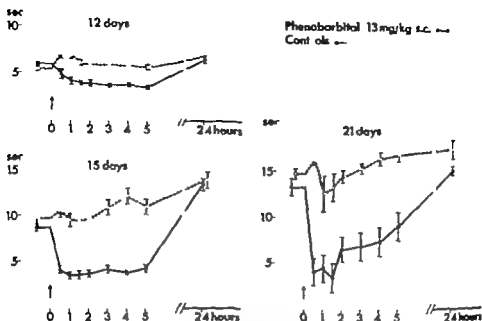 sec
12 days
10-
5-
0 1 2 3 4 5 24 hours
Phenobarbital 13mg/kg s.c.
Cont ols
sec
15 days
15
10-
5-
0 1 2 3 4 5 24 hours
sec
21 days
15-
10-
5-
0 1 2 3 4 5 24 hours